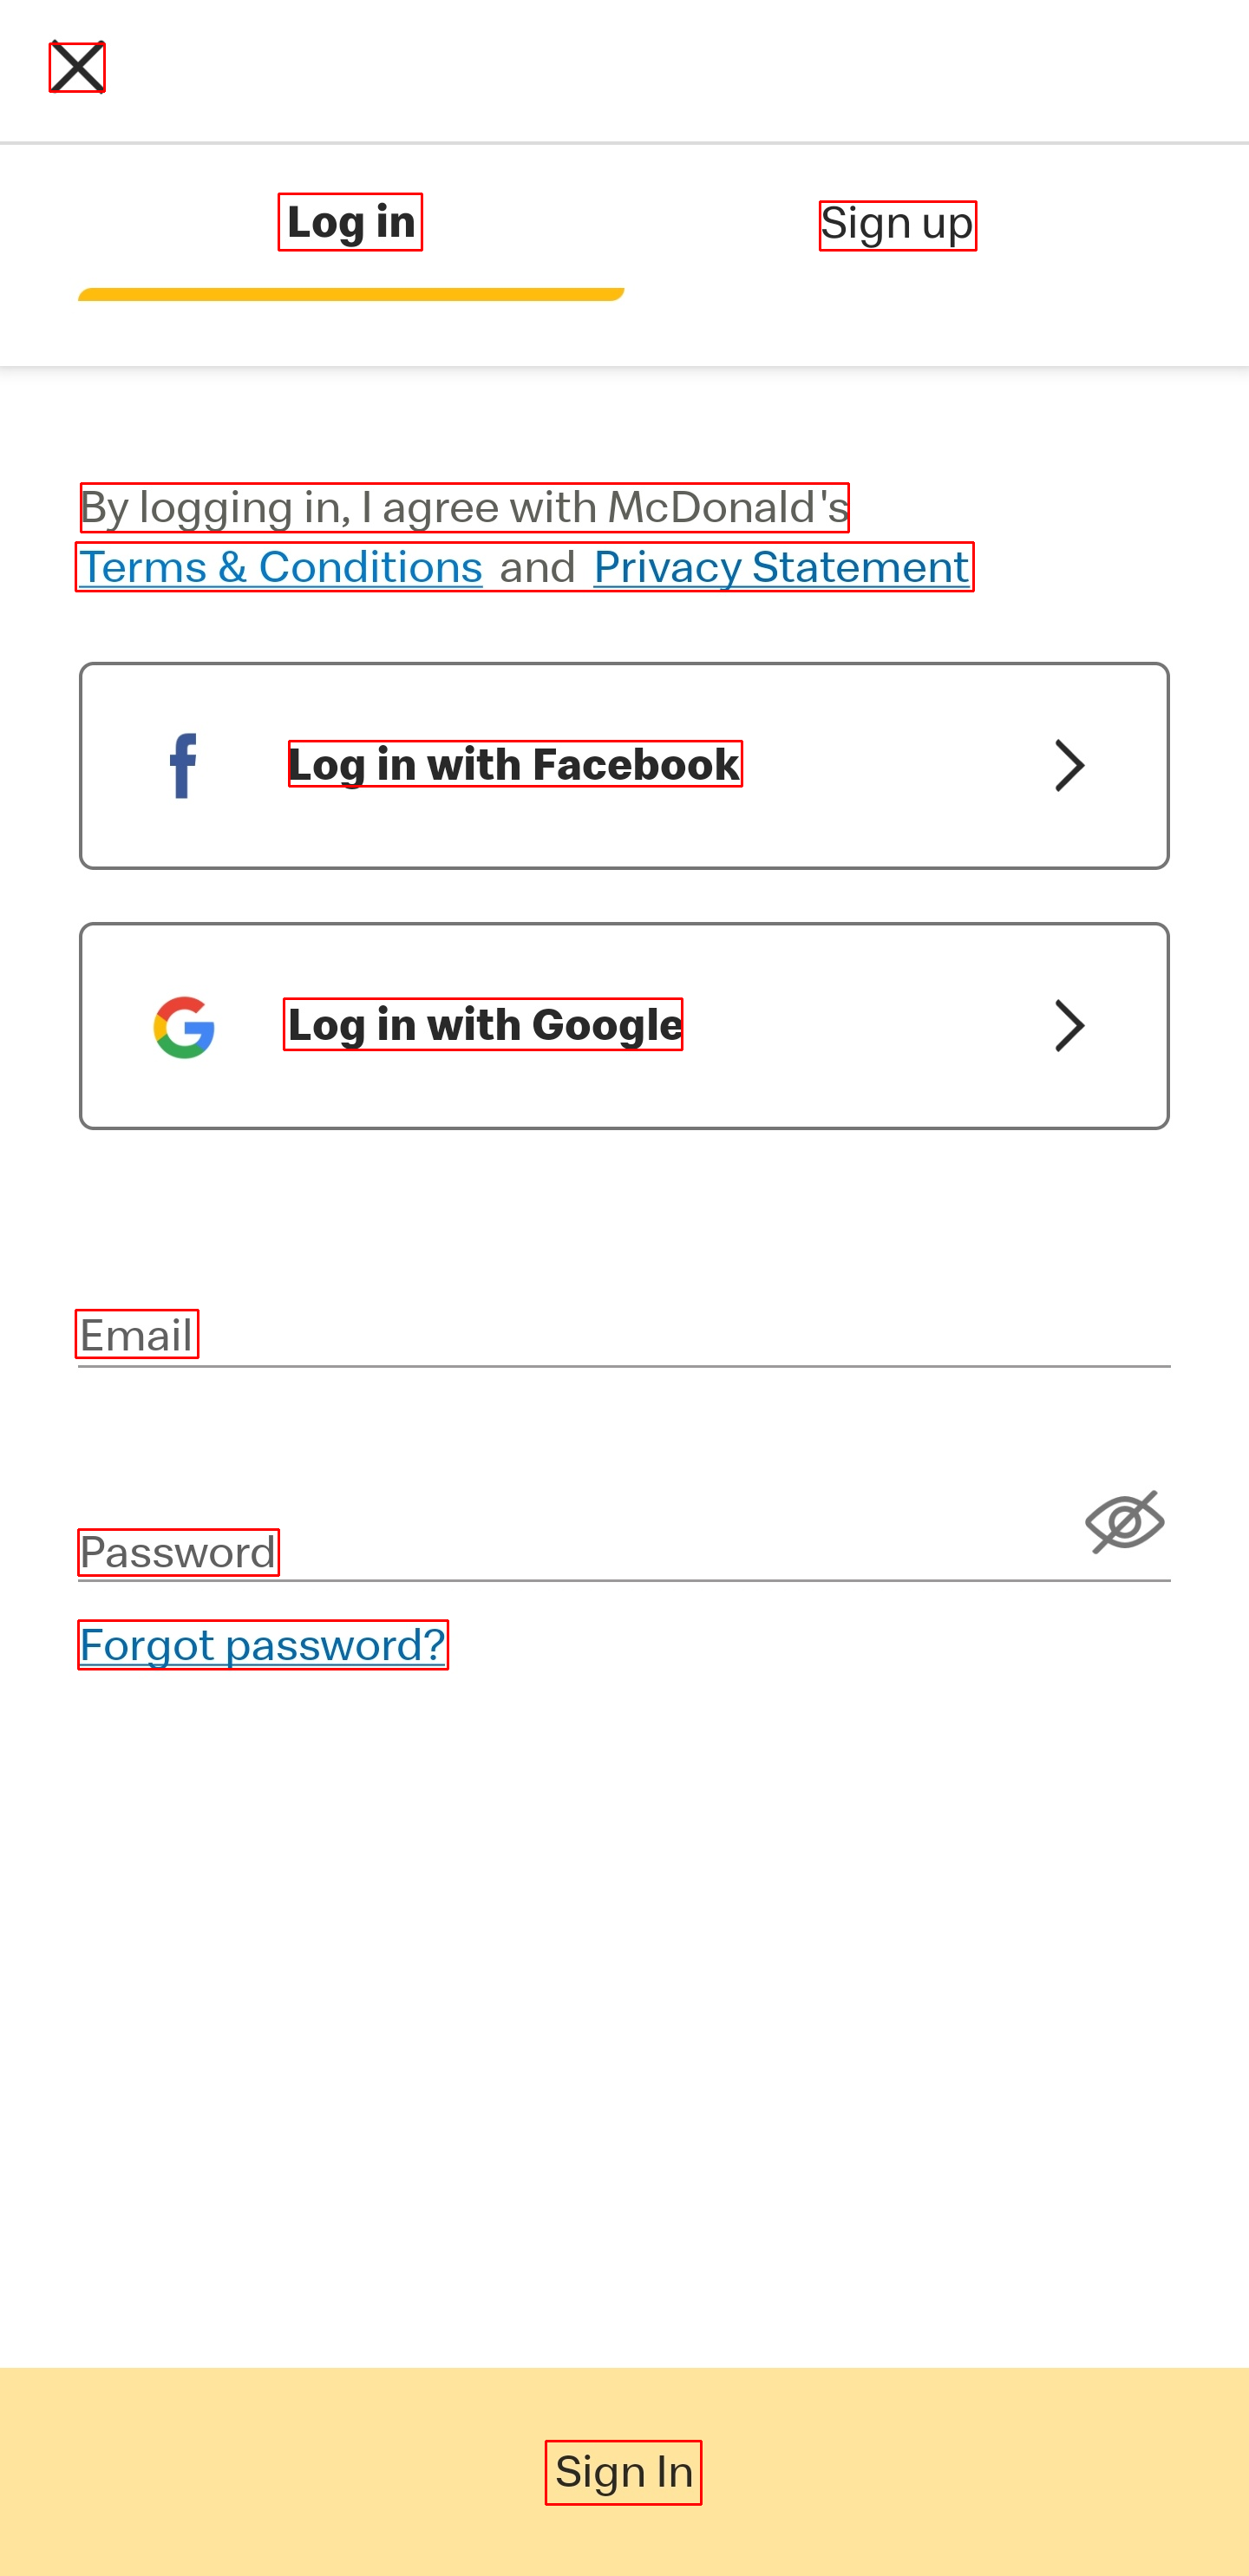 Log in
Sign up
By logging in, I agree with McDonald's
Terms & Conditions and Privacy Statement
Log in with Facebook
Log in with Google
Email
Password
Forgot password?
Sign In